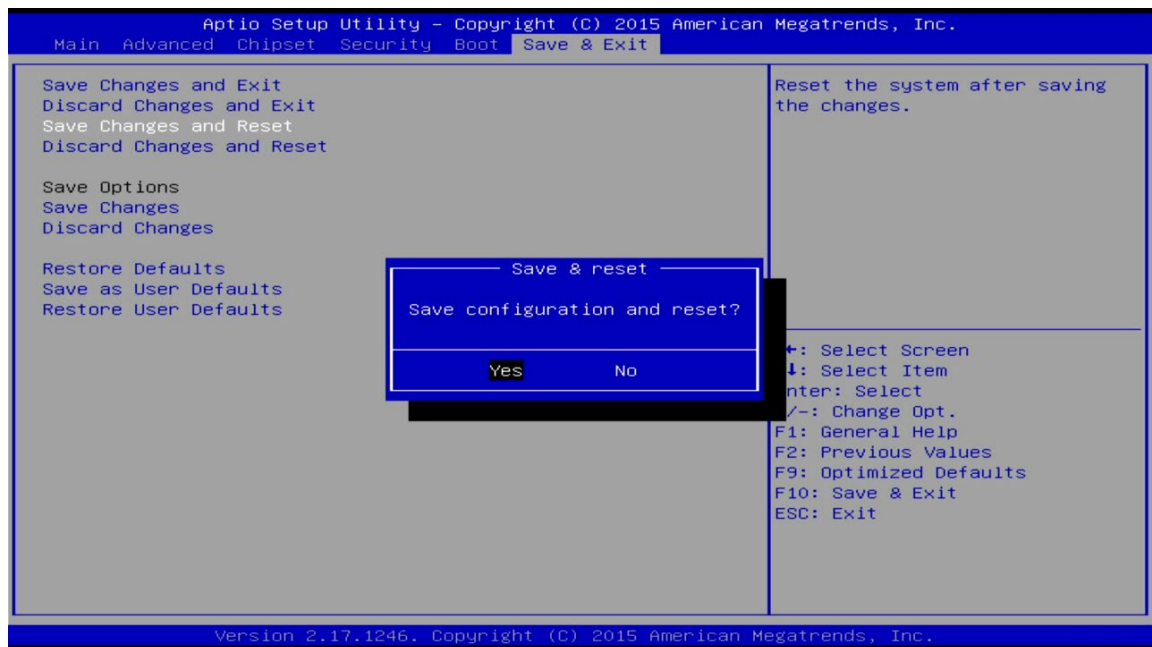 Aptio Setup Utility – Copyright (C) 2015 American Megatrends, Inc.
Main Advanced Chipset Security Boot Save & Exit
Save Changes and Exit
Discard Changes and Exit
Save Changes and Reset
Discard Changes and Reset
Save Options
Save Changes
Discard Changes
Restore Defaults
Save as User Defaults
Restore User Defaults
Reset the system after saving
the changes.
Save & reset
Save configuration and reset?
Yes No
←: Select Screen
↓: Select Item
nter: Select
/-: Change Opt.
F1: General Help
F2: Previous Values
F9: Optimized Defaults
F10: Save & Exit
ESC: Exit
Version 2.17.1246. Copyright (C) 2015 American Megatrends, Inc.